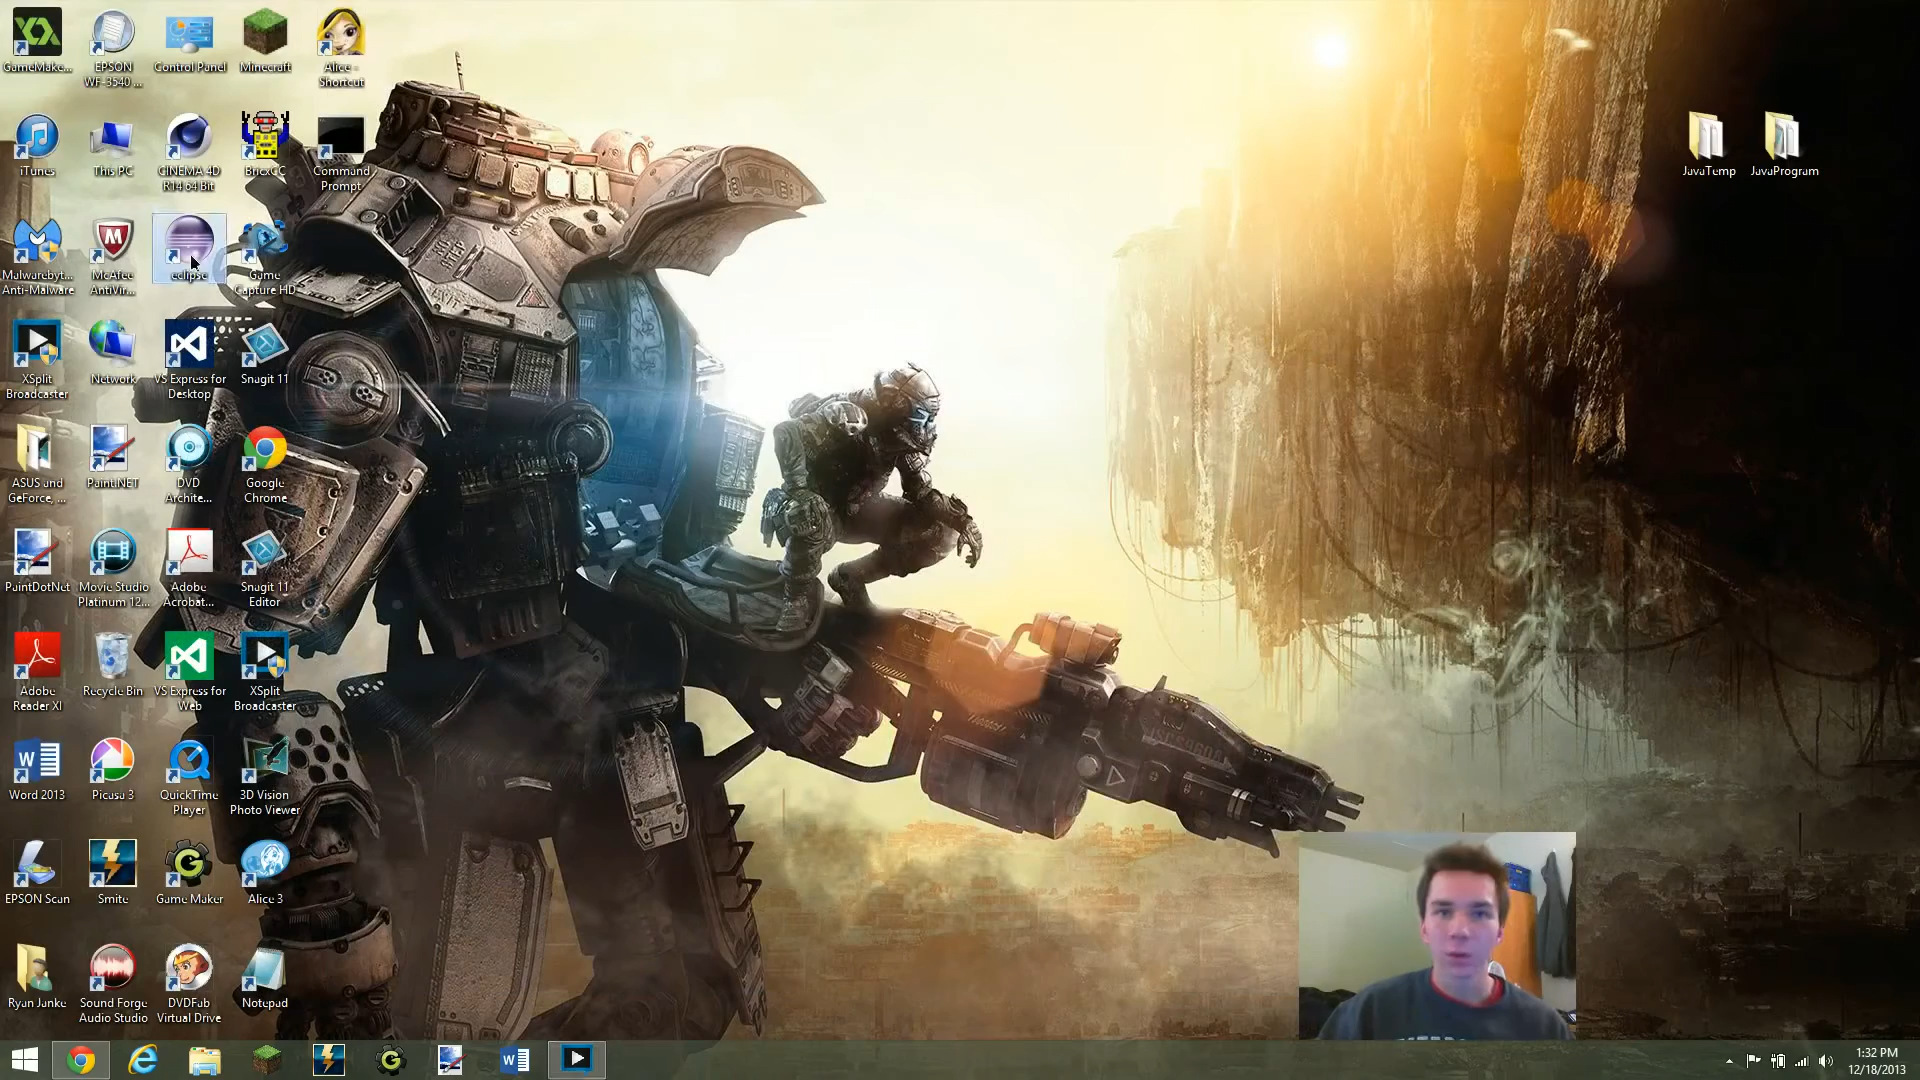 GameMake...
EPSON
WF-3540 ...
Control Panel
Minecraft
Alice -
Shortcut
iTunes
This PC
CINEMA 4D
R14 64 Bit
BricxCC
Command
Prompt
JavaTemp
JavaProgram
Malwarebyt...
Anti-Malware
McAfee
AntiVir...
eclipse
Game
Capture HD
XSplit
Broadcaster
Network
VS Express for
Desktop
Snagit 11
ASUS and
GeForce, ...
Paint.NET
DVD
Archite...
Google
Chrome
PaintDotNet
Movie Studio
Platinum 12...
Adobe
Acrobat...
Snagit 11
Editor
Adobe
Reader XI
Recycle Bin
VS Express for
Web
XSplit
Broadcaster
Word 2013
Picasa 3
QuickTime
Player
3D Vision
Photo Viewer
EPSON Scan
Smite
Game Maker
Alice 3
Ryan Janke
Sound Forge
Audio Studio
DVDFab
Virtual Drive
Notepad
1:32 PM
12/18/2013